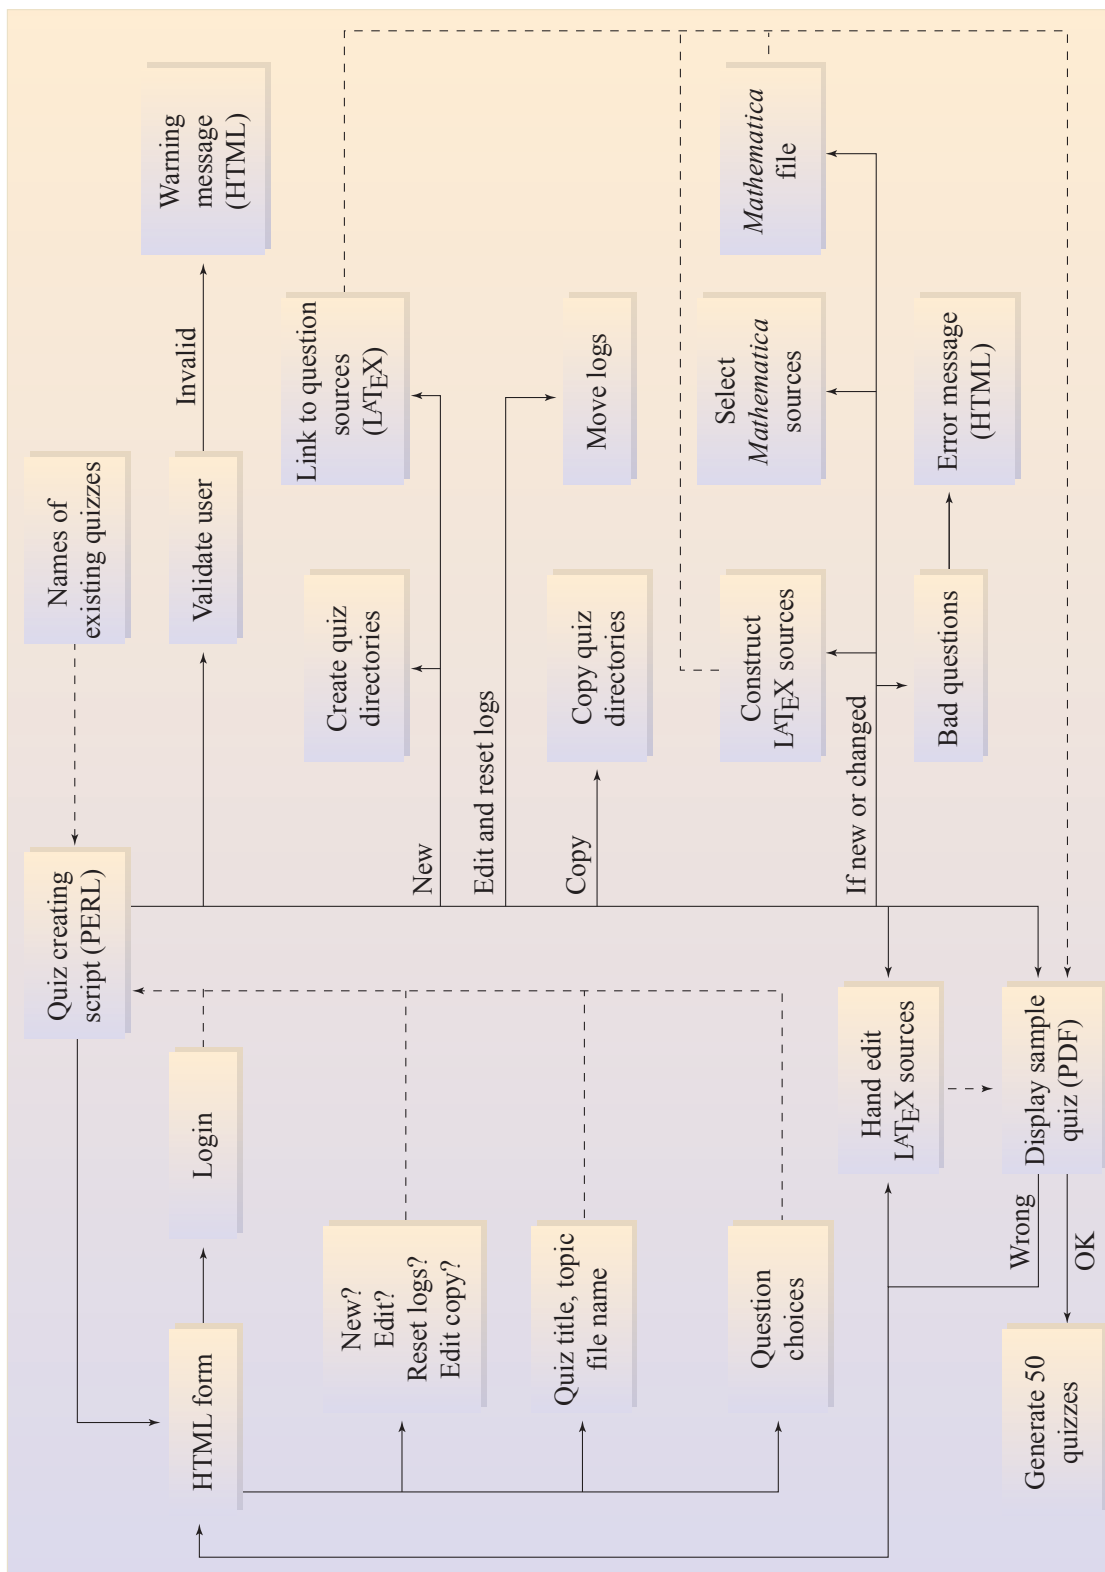 Names of
existing quizzes
Quiz creating
script (PERL)
Warning
message
(HTML)
Invalid
Validate user
Login
HTML form
Link to question
sources
(LATEX)
Create quiz
directories
New
New?
Edit?
Reset logs?
Edit copy?
Move logs
Edit and reset logs
Copy quiz
directories
Copy
Quiz title, topic
file name
Mathematica
file
Select
Mathematica
sources
Construct
LATEX sources
Question
choices
If new or changed
Hand edit
LATEX sources
Error message
(HTML)
Bad questions
Display sample
quiz (PDF)
Wrong
OK
Generate 50
quizzes